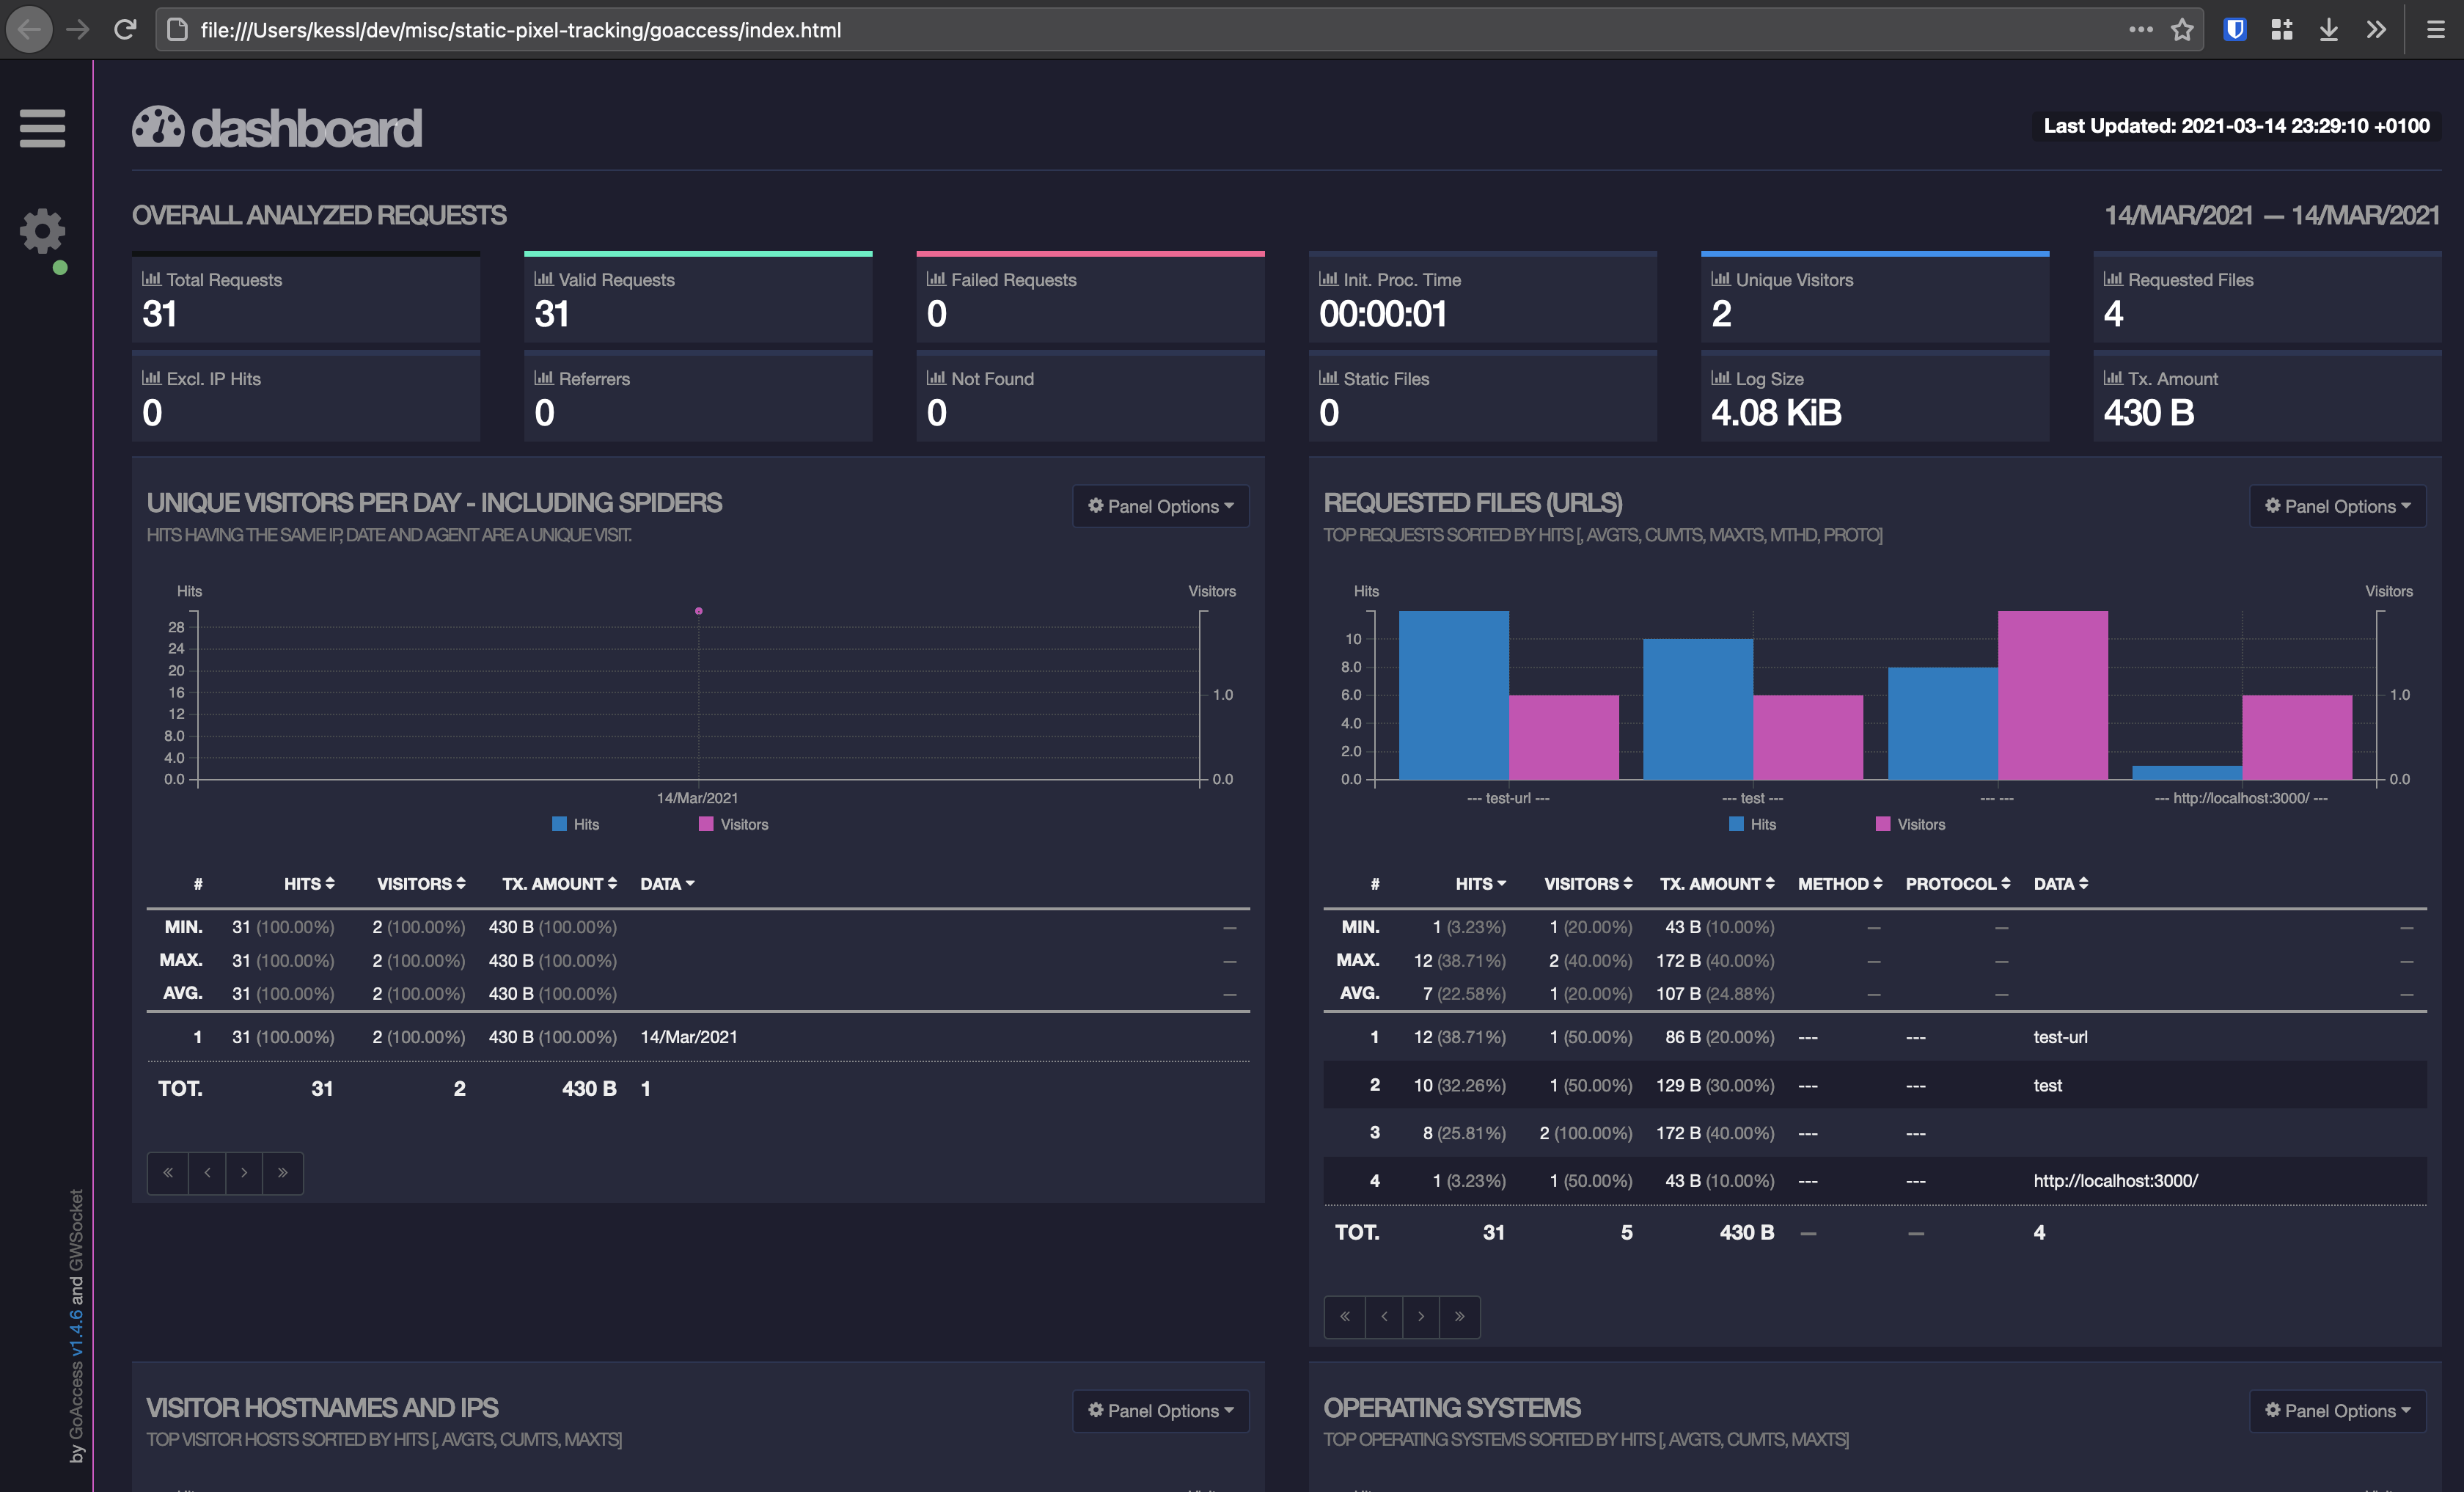 file:///Users/kessl/dev/misc/static-pixel-tracking/goaccess/index.html
dashboard
Last Updated: 2021-03-14 23:29:10 +0100
OVERALL ANALYZED REQUESTS
14/MAR/2021 — 14/MAR/2021
Total Requests
31
Valid Requests
31
Failed Requests
0
Init. Proc. Time
00:00:01
Unique Visitors
2
Requested Files
4
Excl. IP Hits
0
Referrers
0
Not Found
0
Static Files
0
Log Size
4.08 KiB
Tx. Amount
430 B
UNIQUE VISITORS PER DAY - INCLUDING SPIDERS
Panel Options
HITS HAVING THE SAME IP, DATE AND AGENT ARE A UNIQUE VISIT.
Hits
Visitors
28
24
20
16
12
8.0
4.0
0.0
1.0
0.0
14/Mar/2021
Hits Visitors
# HITS VISITORS TX. AMOUNT DATA
MIN. 31 (100.00%) 2 (100.00%) 430 B (100.00%) —
MAX. 31 (100.00%) 2 (100.00%) 430 B (100.00%) —
AVG. 31 (100.00%) 2 (100.00%) 430 B (100.00%) —
1 31 (100.00%) 2 (100.00%) 430 B (100.00%) 14/Mar/2021
TOT. 31 2 430 B 1
« ‹ › »
REQUESTED FILES (URLS)
Panel Options
TOP REQUESTS SORTED BY HITS [, AVGTS, CUMTS, MAXTS, MTHD, PROTO]
Hits
Visitors
10
8.0
6.0
4.0
2.0
0.0
1.0
0.0
--- test-url --- --- test --- --- --- --- http://localhost:3000/ ---
Hits Visitors
# HITS VISITORS TX. AMOUNT METHOD PROTOCOL DATA
MIN. 1 (3.23%) 1 (20.00%) 43 B (10.00%) — — —
MAX. 12 (38.71%) 2 (40.00%) 172 B (40.00%) — — —
AVG. 7 (22.58%) 1 (20.00%) 107 B (24.88%) — — —
1 12 (38.71%) 1 (50.00%) 86 B (20.00%) --- --- test-url
2 10 (32.26%) 1 (50.00%) 129 B (30.00%) --- --- test
3 8 (25.81%) 2 (100.00%) 172 B (40.00%) --- ---
4 1 (3.23%) 1 (50.00%) 43 B (10.00%) --- --- http://localhost:3000/
TOT. 31 5 430 B — — 4
« ‹ › »
VISITOR HOSTNAMES AND IPS
Panel Options
TOP VISITOR HOSTS SORTED BY HITS [, AVGTS, CUMTS, MAXTS]
OPERATING SYSTEMS
Panel Options
TOP OPERATING SYSTEMS SORTED BY HITS [, AVGTS, CUMTS, MAXTS]
by GoAccess v1.4.6 and GWSocket